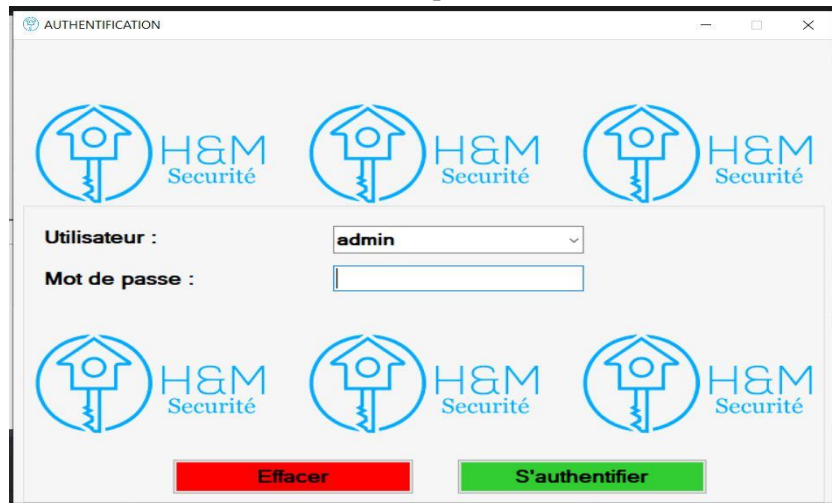 AUTHENTIFICATION
H&M Securité
H&M Securité
H&M Securité
Utilisateur :
admin
Mot de passe :
H&M Securité
H&M Securité
H&M Securité
Effacer
S'authentifier